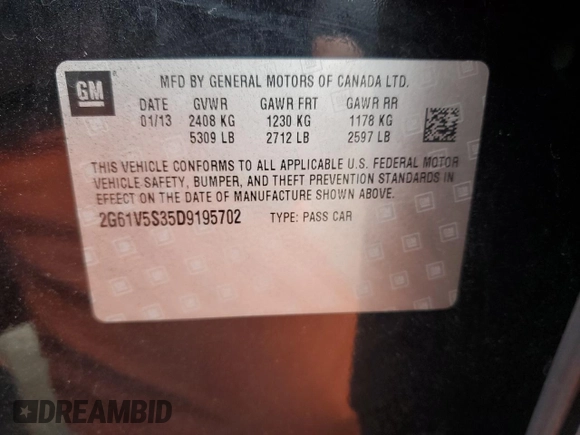 GM
MFD BY GENERAL MOTORS OF CANADA LTD.
DATE GVWR GAWR FRT GAWR RR
01/13 2408 KG 1230 KG 1178 KG
5309 LB 2712 LB 2597 LB
THIS VEHICLE CONFORMS TO ALL APPLICABLE U.S. FEDERAL MOTOR
VEHICLE SAFETY, BUMPER, AND THEFT PREVENTION STANDARDS IN
EFFECT ON THE DATE OF MANUFACTURE SHOWN ABOVE.
2G61V5S35D9195702 TYPE: PASS CAR
DREAMBID